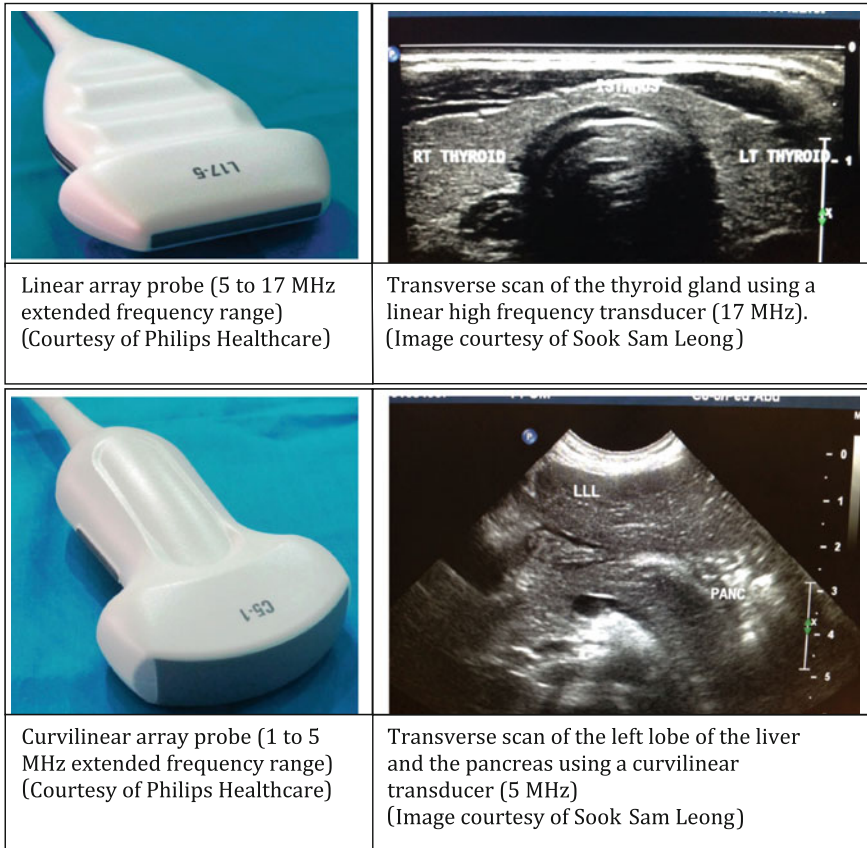 L17-5
0
ISTHMUS
RT THYROID
LT THYROID
1
X
P
Linear array probe (5 to 17 MHz
extended frequency range)
(Courtesy of Philips Healthcare)
Transverse scan of the thyroid gland using a
linear high frequency transducer (17 MHz).
(Image courtesy of Sook Sam Leong)
C5-1
M
P
0
LLL
1
2
PANC
3
X
4
5
Curvilinear array probe (1 to 5
MHz extended frequency range)
(Courtesy of Philips Healthcare)
Transverse scan of the left lobe of the liver
and the pancreas using a curvilinear
transducer (5 MHz)
(Image courtesy of Sook Sam Leong)